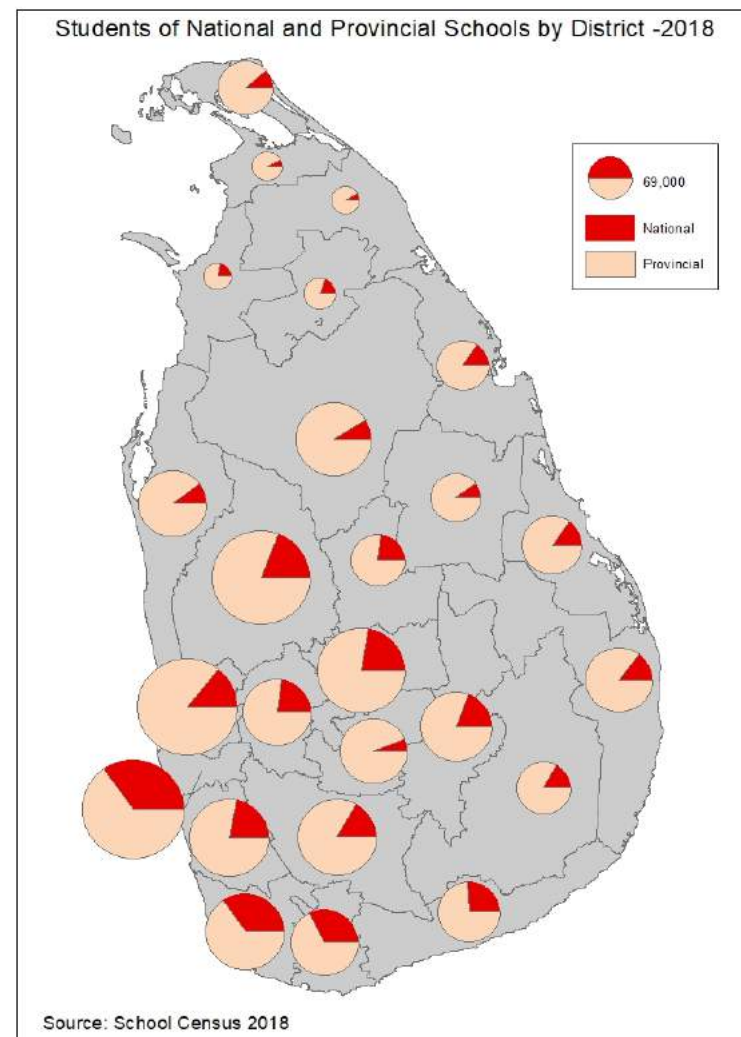 Students of National and Provincial Schools by District -2018
69,000
National
Provincial
Source: School Census 2018